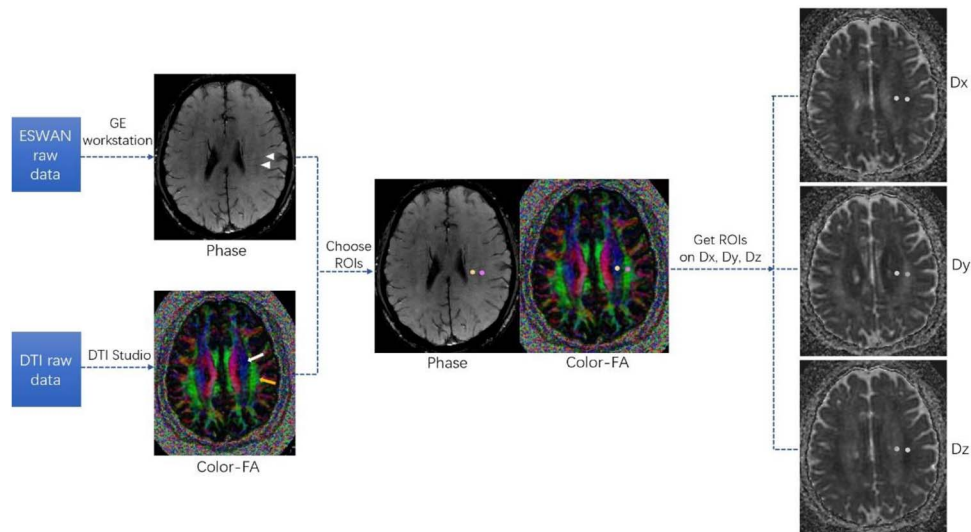 ESWAN
raw
data
GE
workstation
Phase
DTI raw
data
DTI Studio
Color-FA
Choose
ROIs
Phase
Color-FA
Get ROIs
on Dx, Dy, Dz
Dx
Dy
Dz